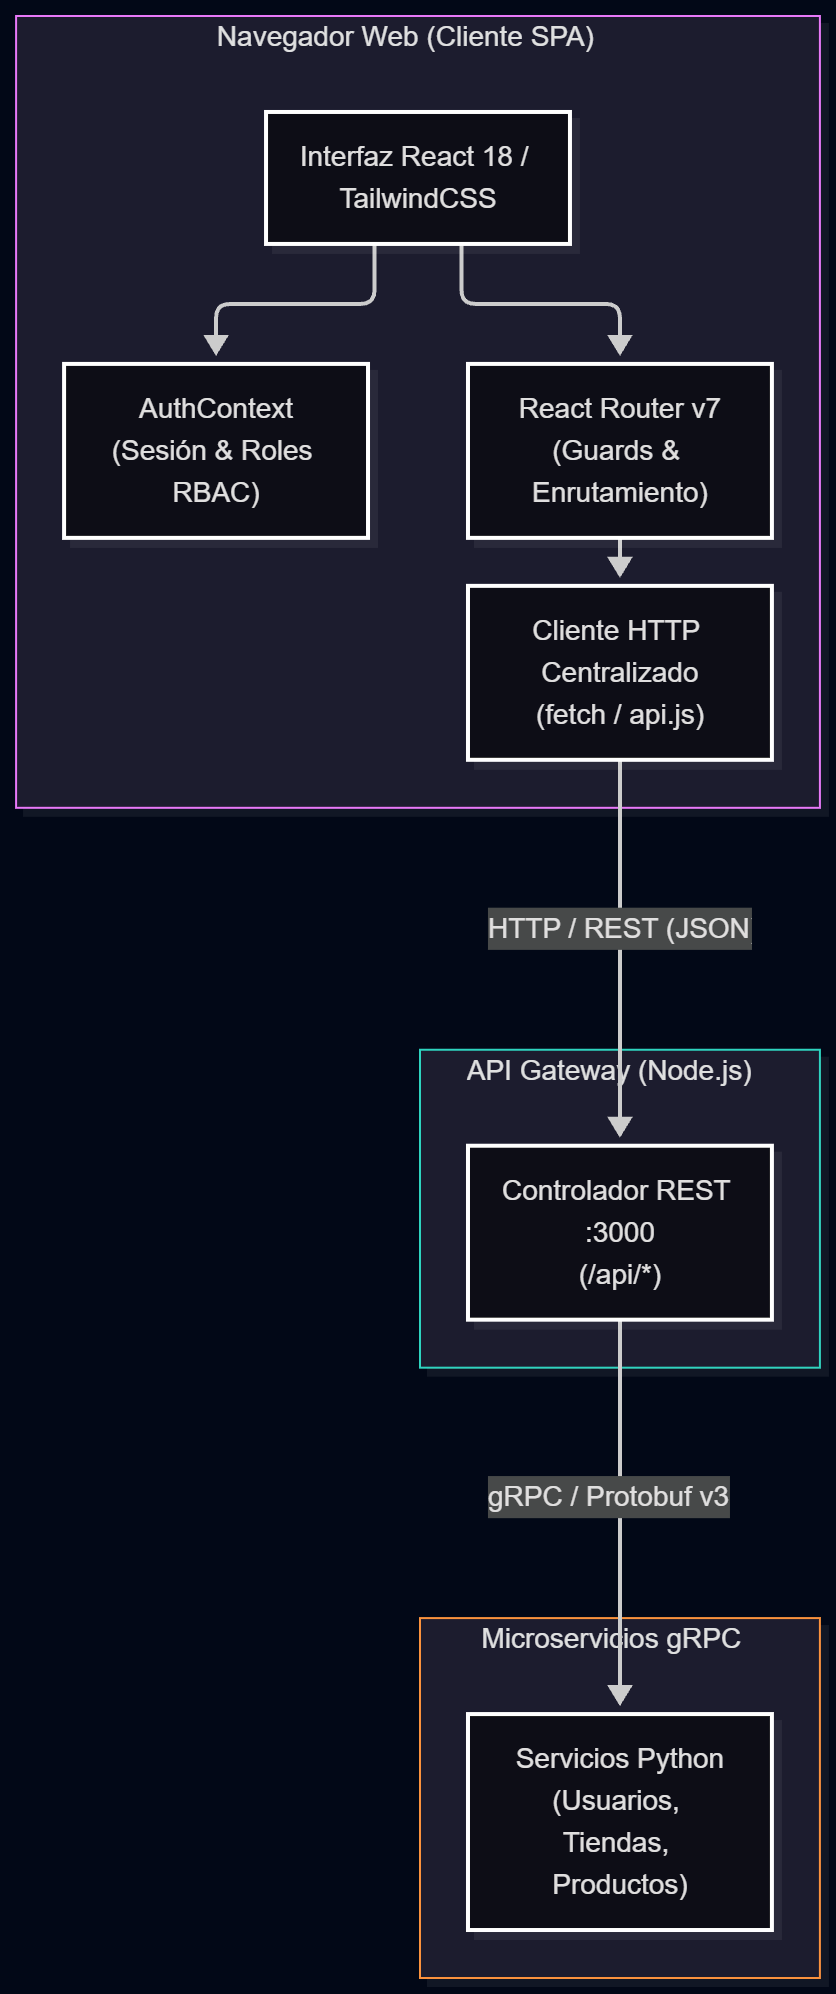 Navegador Web (Cliente SPA)
Interfaz React 18 /
TailwindCSS
AuthContext
(Sesión & Roles
RBAC)
React Router v7
(Guards &
Enrutamiento)
Cliente HTTP
Centralizado
(fetch / api.js)
HTTP / REST (JSON
API Gateway (Node.js)
Controlador REST
:3000
(/api/*)
gRPC / Protobuf v3
Microservicios gRPC
Servicios Python
(Usuarios,
Tiendas,
Productos)